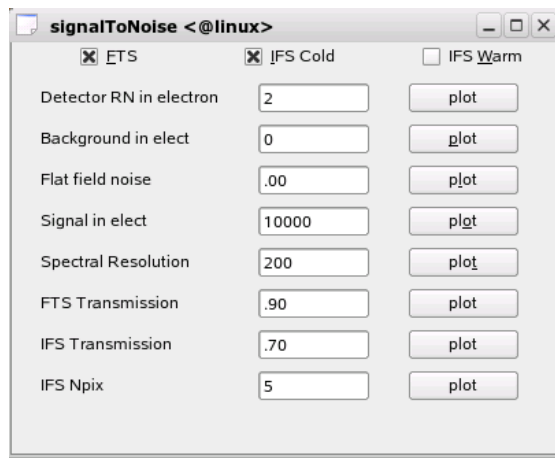 signalToNoise <@linux>
FTS IFS Cold IFS Warm
Detector RN in electron 2 plot
Background in elect 0 plot
Flat field noise .00 plot
Signal in elect 10000 plot
Spectral Resolution 200 plot
FTS Transmission .90 plot
IFS Transmission .70 plot
IFS Npix 5 plot